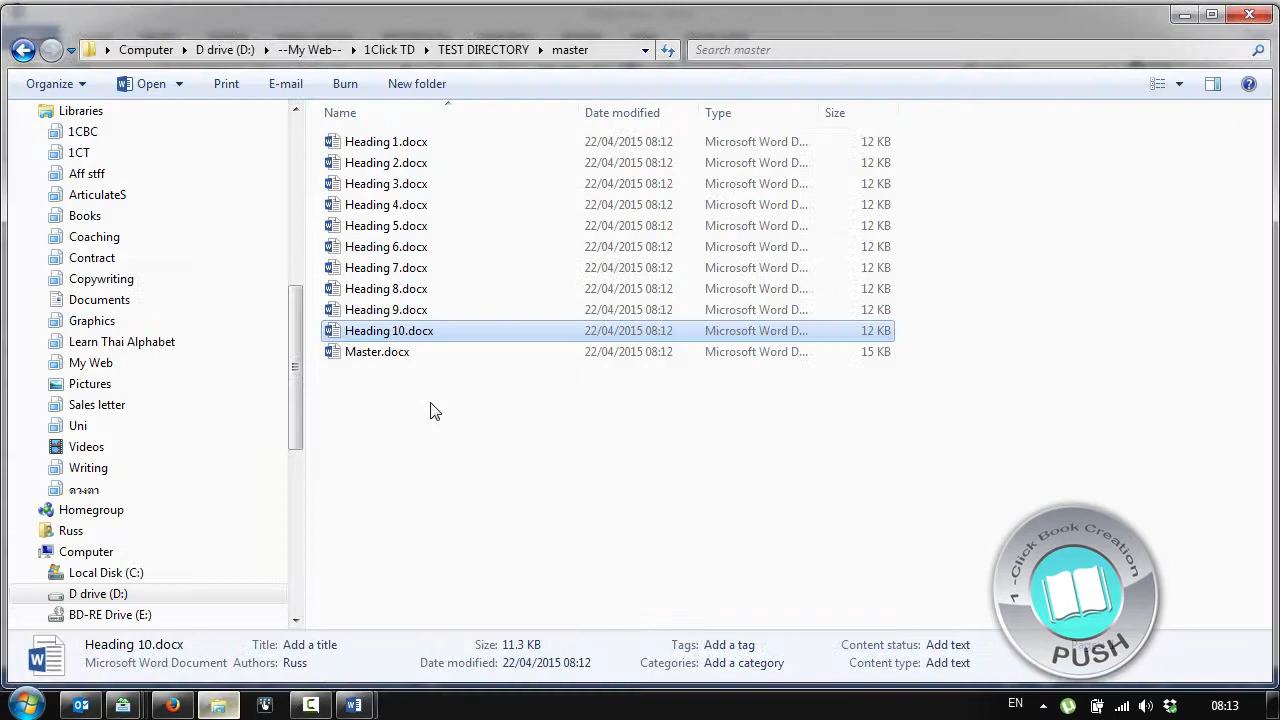 Computer ▸ D drive (D:) ▸ --My Web-- ▸ 1Click TD ▸ TEST DIRECTORY ▸ master
Search master
Organize Open Print E-mail Burn New folder
Name Date modified Type Size
Libraries
1CBC
1CT
Aff stff
ArticulateS
Books
Coaching
Contract
Copywriting
Documents
Graphics
Learn Thai Alphabet
My Web
Pictures
Sales letter
Uni
Videos
Writing
ดวงตา
Homegroup
Russ
Computer
Local Disk (C:)
D drive (D:)
BD-RE Drive (E:)
Heading 1.docx 22/04/2015 08:12 Microsoft Word D... 12 KB
Heading 2.docx 22/04/2015 08:12 Microsoft Word D... 12 KB
Heading 3.docx 22/04/2015 08:12 Microsoft Word D... 12 KB
Heading 4.docx 22/04/2015 08:12 Microsoft Word D... 12 KB
Heading 5.docx 22/04/2015 08:12 Microsoft Word D... 12 KB
Heading 6.docx 22/04/2015 08:12 Microsoft Word D... 12 KB
Heading 7.docx 22/04/2015 08:12 Microsoft Word D... 12 KB
Heading 8.docx 22/04/2015 08:12 Microsoft Word D... 12 KB
Heading 9.docx 22/04/2015 08:12 Microsoft Word D... 12 KB
Heading 10.docx 22/04/2015 08:12 Microsoft Word D... 12 KB
Master.docx 22/04/2015 08:12 Microsoft Word D... 15 KB
1-Click Book Creation
PUSH
Heading 10.docx Title: Add a title Size: 11.3 KB Tags: Add a tag Content status: Add text
Microsoft Word Document Authors: Russ Date modified: 22/04/2015 08:12 Categories: Add a category Content type: Add text
EN 08:13